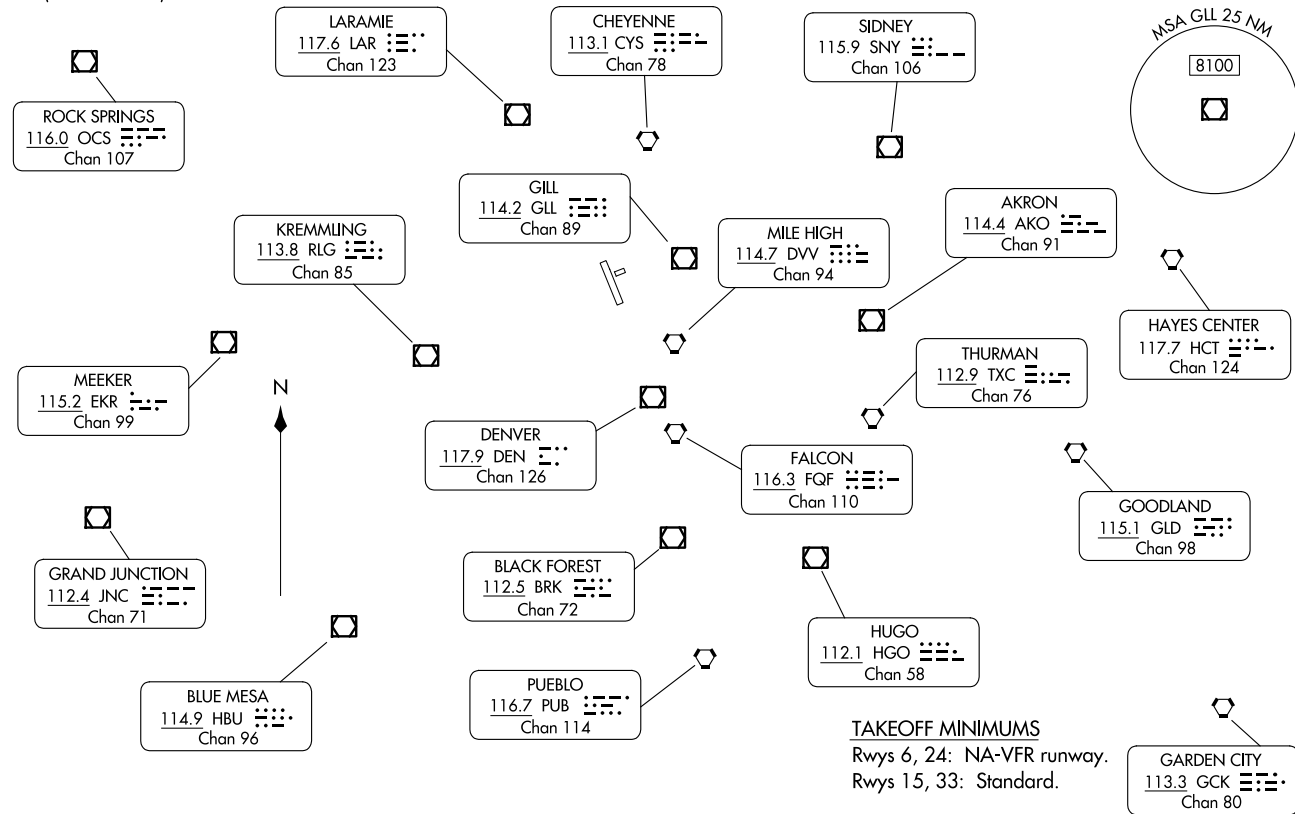 LARAMIE
117.6 LAR
Chan 123
CHEYENNE
113.1 CYS
Chan 78
SIDNEY
115.9 SNY
Chan 106
MSA GLL 25 NM
8100
ROCK SPRINGS
116.0 OCS
Chan 107
GILL
114.2 GLL
Chan 89
KREMMLING
113.8 RLG
Chan 85
MILE HIGH
114.7 DVV
Chan 94
AKRON
114.4 AKO
Chan 91
HAYES CENTER
117.7 HCT
Chan 124
MEEKER
115.2 EKR
Chan 99
N
THURMAN
112.9 TXC
Chan 76
DENVER
117.9 DEN
Chan 126
FALCON
116.3 FQF
Chan 110
GOODLAND
115.1 GLD
Chan 98
GRAND JUNCTION
112.4 JNC
Chan 71
BLACK FOREST
112.5 BRK
Chan 72
HUGO
112.1 HGO
Chan 58
BLUE MESA
114.9 HBU
Chan 96
PUEBLO
116.7 PUB
Chan 114
TAKEOFF MINIMUMS
Rwys 6, 24: NA-VFR runway.
Rwys 15, 33: Standard.
GARDEN CITY
113.3 GCK
Chan 80